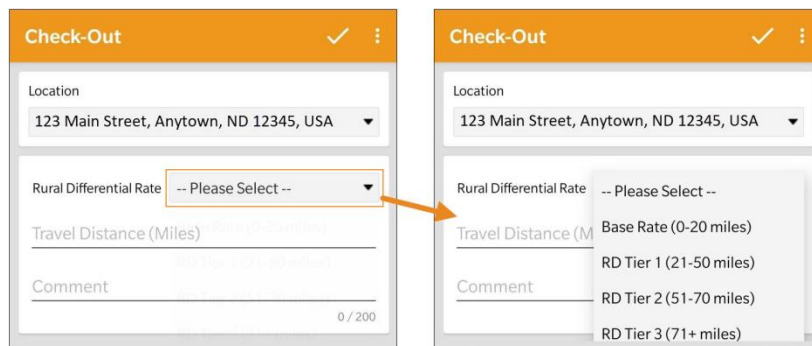 Check-Out
Location
123 Main Street, Anytown, ND 12345, USA
Rural Differential Rate -- Please Select --
Travel Distance (Miles)
Comment
0 / 200
Check-Out
Location
123 Main Street, Anytown, ND 12345, USA
Rural Differential Rate -- Please Select --
Travel Distance (M Base Rate (0-20 miles)
RD Tier 1 (21-50 miles)
Comment
RD Tier 2 (51-70 miles)
RD Tier 3 (71+ miles)